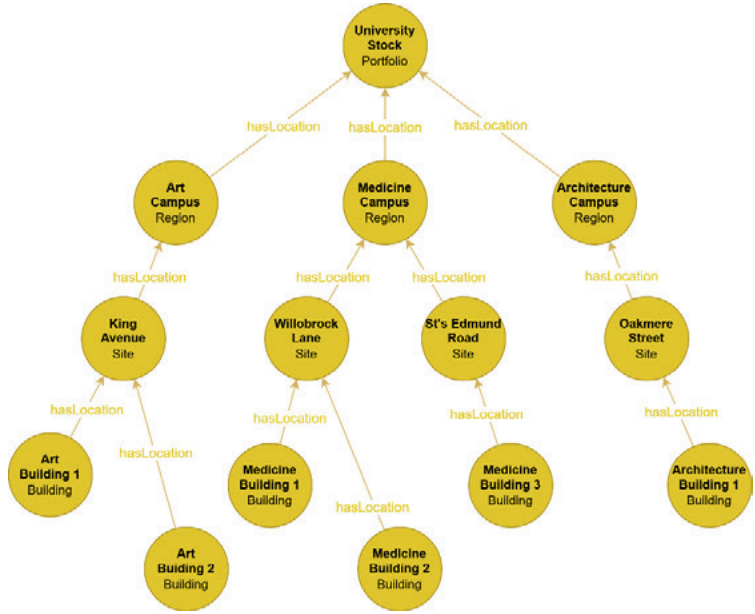 University
Stock
Portfolio
hasLocation
hasLocation
hasLocation
Art
Campus
Region
Medicine
Campus
Region
Architecture
Campus
Region
hasLocation
hasLocation
hasLocation
hasLocation
King
Avenue
Site
Willobrock
Lane
Site
St's Edmund
Road
Site
Oakmere
Street
Site
hasLocation
hasLocation
hasLocation
hasLocation
hasLocation
hasLocation
Art
Building 1
Building
Medicine
Building 1
Building
Medicine
Building 3
Building
Architecture
Building 1
Building
hasLocation
Art
Buiding 2
Building
Medicine
Building 2
Building